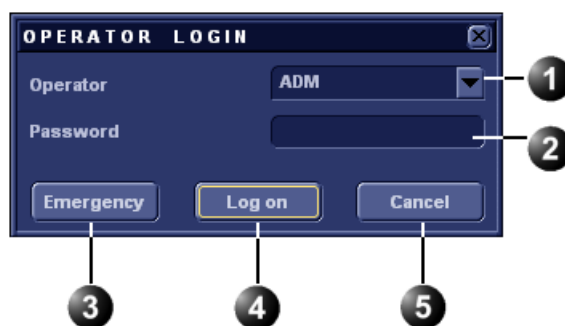 OPERATOR LOGIN
Operator ADM 1
Password 2
Emergency Log on Cancel
3 4 5